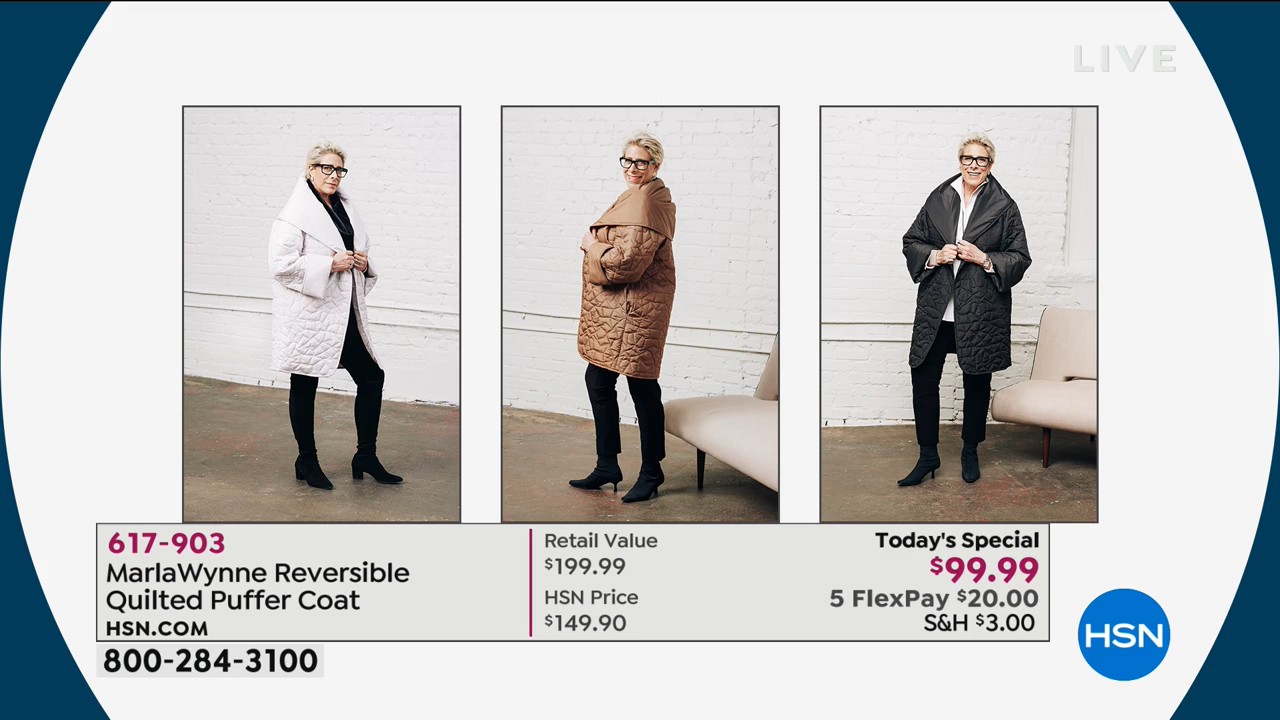 LIVE
617-903
MarlaWynne Reversible
Quilted Puffer Coat
HSN.COM
800-284-3100
Retail Value
$199.99
HSN Price
$149.90
Today's Special
$99.99
5 FlexPay $20.00
S&H $3.00
HSN